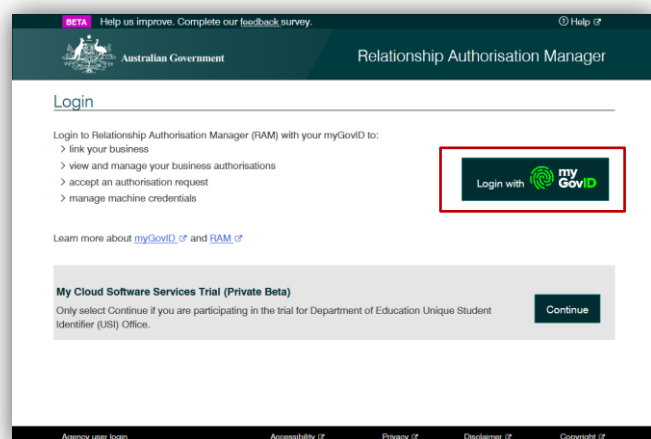 BETA Help us improve. Complete our feedback survey. Help
Australian Government Relationship Authorisation Manager
Login
Login to Relationship Authorisation Manager (RAM) with your myGovID to:
> link your business
> view and manage your business authorisations
> accept an authorisation request
> manage machine credentials
Login with my GovID
Learn more about myGovID and RAM
My Cloud Software Services Trial (Private Beta)
Only select Continue if you are participating in the trial for Department of Education Unique Student
Identifier (USI) Office.
Continue
Agency user login Accessibility Privacy Disclaimer Copyright